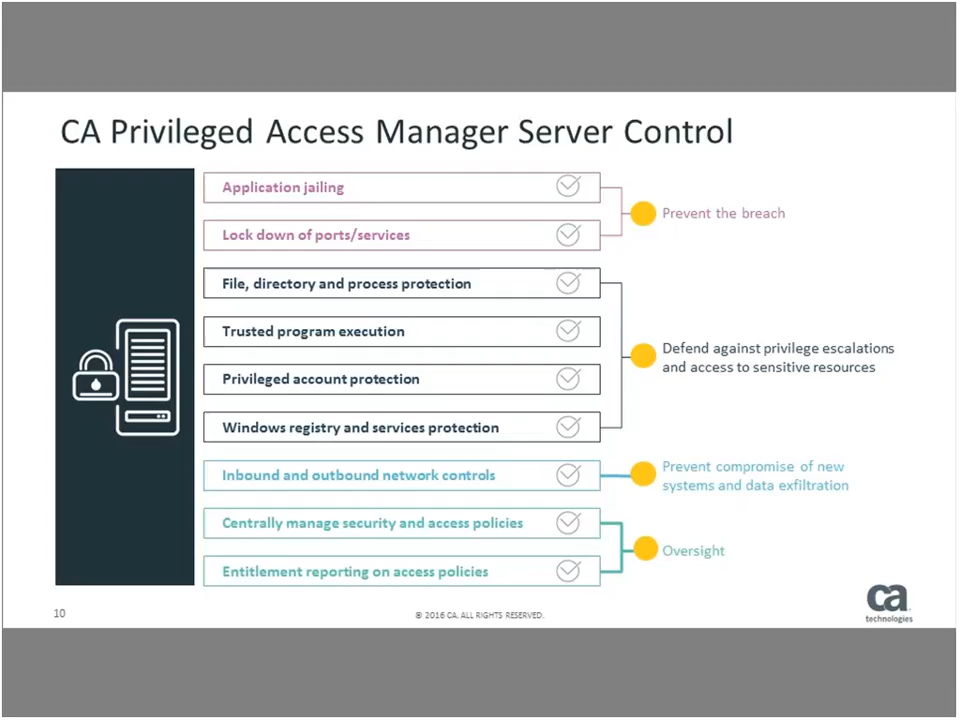 CA Privileged Access Manager Server Control
Application jailing
Lock down of ports/services
Prevent the breach
File, directory and process protection
Trusted program execution
Privileged account protection
Windows registry and services protection
Defend against privilege escalations
and access to sensitive resources
Inbound and outbound network controls
Prevent compromise of new
systems and data exfiltration
Centrally manage security and access policies
Entitlement reporting on access policies
Oversight
10
© 2016 CA. ALL RIGHTS RESERVED.
ca
technologies